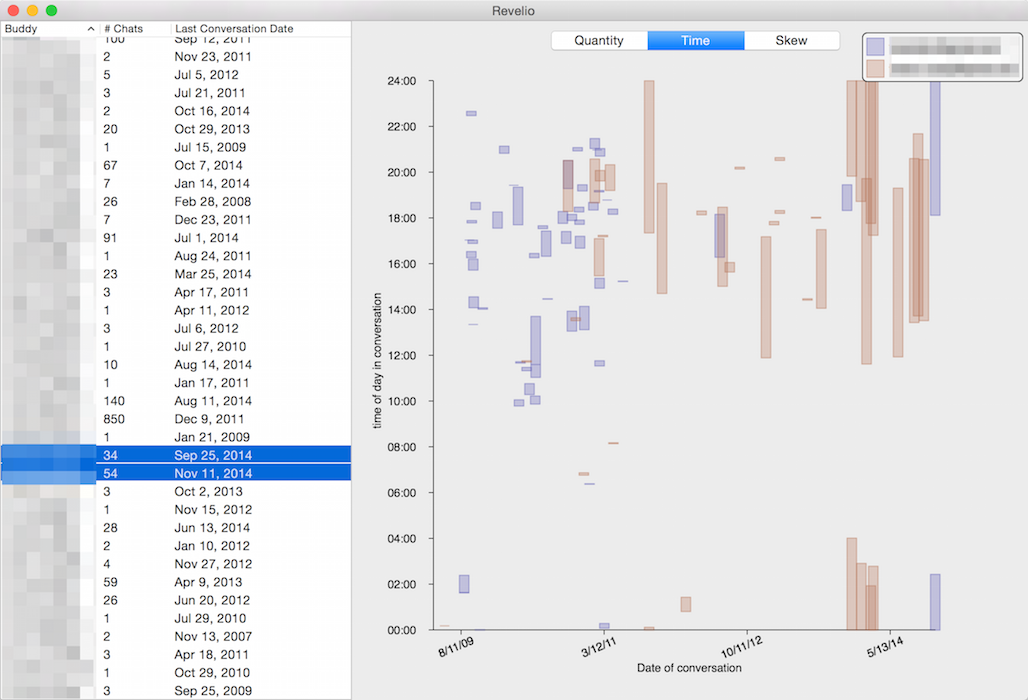 Revelio
Buddy # Chats Last Conversation Date
100 Sep 12, 2011
2 Nov 23, 2011
5 Jul 5, 2012
3 Jul 21, 2011
2 Oct 16, 2014
20 Oct 29, 2013
1 Jul 15, 2009
67 Oct 7, 2014
7 Jan 14, 2014
26 Feb 28, 2008
7 Dec 23, 2011
91 Jul 1, 2014
1 Aug 24, 2011
23 Mar 25, 2014
3 Apr 17, 2011
1 Apr 11, 2012
3 Jul 6, 2012
1 Jul 27, 2010
10 Aug 14, 2014
1 Jan 17, 2011
140 Aug 11, 2014
850 Dec 9, 2011
1 Jan 21, 2009
34 Sep 25, 2014
54 Nov 11, 2014
3 Oct 2, 2013
1 Nov 15, 2012
28 Jun 13, 2014
2 Jan 10, 2012
4 Nov 27, 2012
59 Apr 9, 2013
26 Jun 20, 2012
1 Jul 29, 2010
2 Nov 13, 2007
3 Apr 18, 2011
1 Oct 29, 2010
3 Sep 25, 2009
Quantity Time Skew
24:00
22:00
20:00
18:00
16:00
14:00
12:00
10:00
08:00
06:00
04:00
02:00
00:00
time of day in conversation
8/11/09 3/12/11 10/11/12 5/13/14
Date of conversation